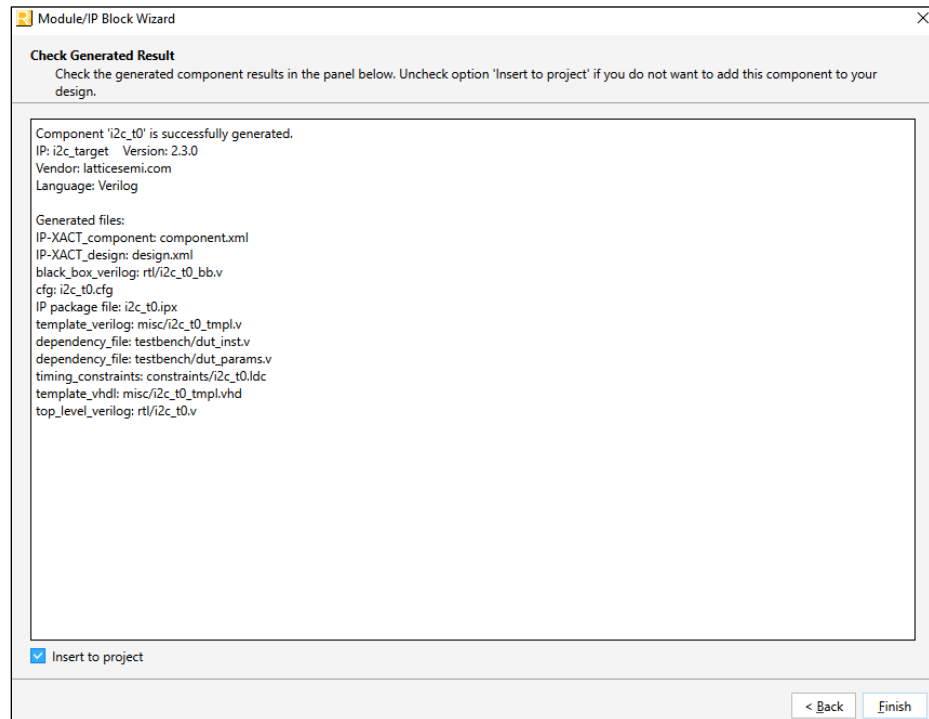 Module/IP Block Wizard
Check Generated Result
Check the generated component results in the panel below. Uncheck option 'Insert to project' if you do not want to add this component to your
design.
Component 'i2c_t0' is successfully generated.
IP: i2c_target    Version: 2.3.0
Vendor: latticesemi.com
Language: Verilog
Generated files:
IP-XACT_component: component.xml
IP-XACT_design: design.xml
black_box_verilog: rtl/i2c_t0_bb.v
cfg: i2c_t0.cfg
IP package file: i2c_t0.ipx
template_verilog: misc/i2c_t0_tmpl.v
dependency_file: testbench/dut_inst.v
dependency_file: testbench/dut_params.v
timing_constraints: constraints/i2c_t0.ldc
template_vhdl: misc/i2c_t0_tmpl.vhd
top_level_verilog: rtl/i2c_t0.v
Insert to project
< Back    Finish